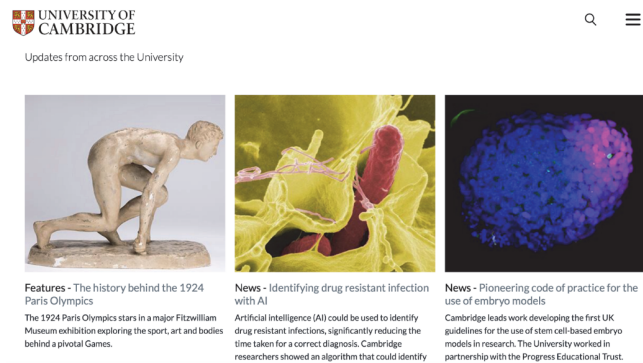 UNIVERSITY OF
CAMBRIDGE
Updates from across the University
Features - The history behind the 1924
Paris Olympics
The 1924 Paris Olympics stars in a major Fitzwilliam
Museum exhibition exploring the sport, art and bodies
behind a pivotal Games.
News - Identifying drug resistant infection
with AI
Artificial intelligence (AI) could be used to identify
drug resistant infections, significantly reducing the
time taken for a correct diagnosis. Cambridge
researchers showed an algorithm that could identify
News - Pioneering code of practice for the
use of embryo models
Cambridge leads work developing the first UK
guidelines for the use of stem cell-based embryo
models in research. The University worked in
partnership with the Progress Educational Trust.